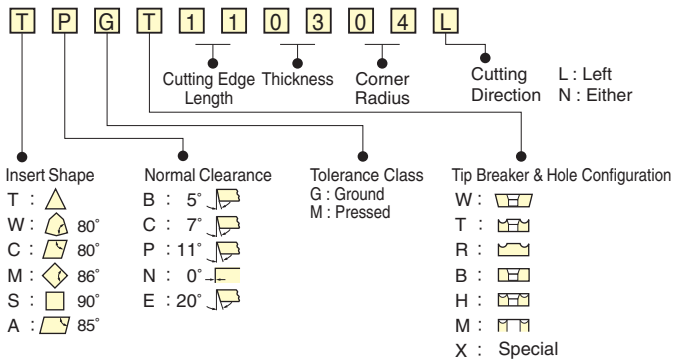 T P G T 1 1 0 3 0 4 L
Cutting Edge Length
Thickness
Corner Radius
Cutting Direction
L : Left
N : Either
Insert Shape
T :
W : 80°
C : 80°
M : 86°
S : 90°
A : 85°
Normal Clearance
B : 5°
C : 7°
P : 11°
N : 0°
E : 20°
Tolerance Class
G : Ground
M : Pressed
Tip Breaker & Hole Configuration
W :
T :
R :
B :
H :
M :
X : Special